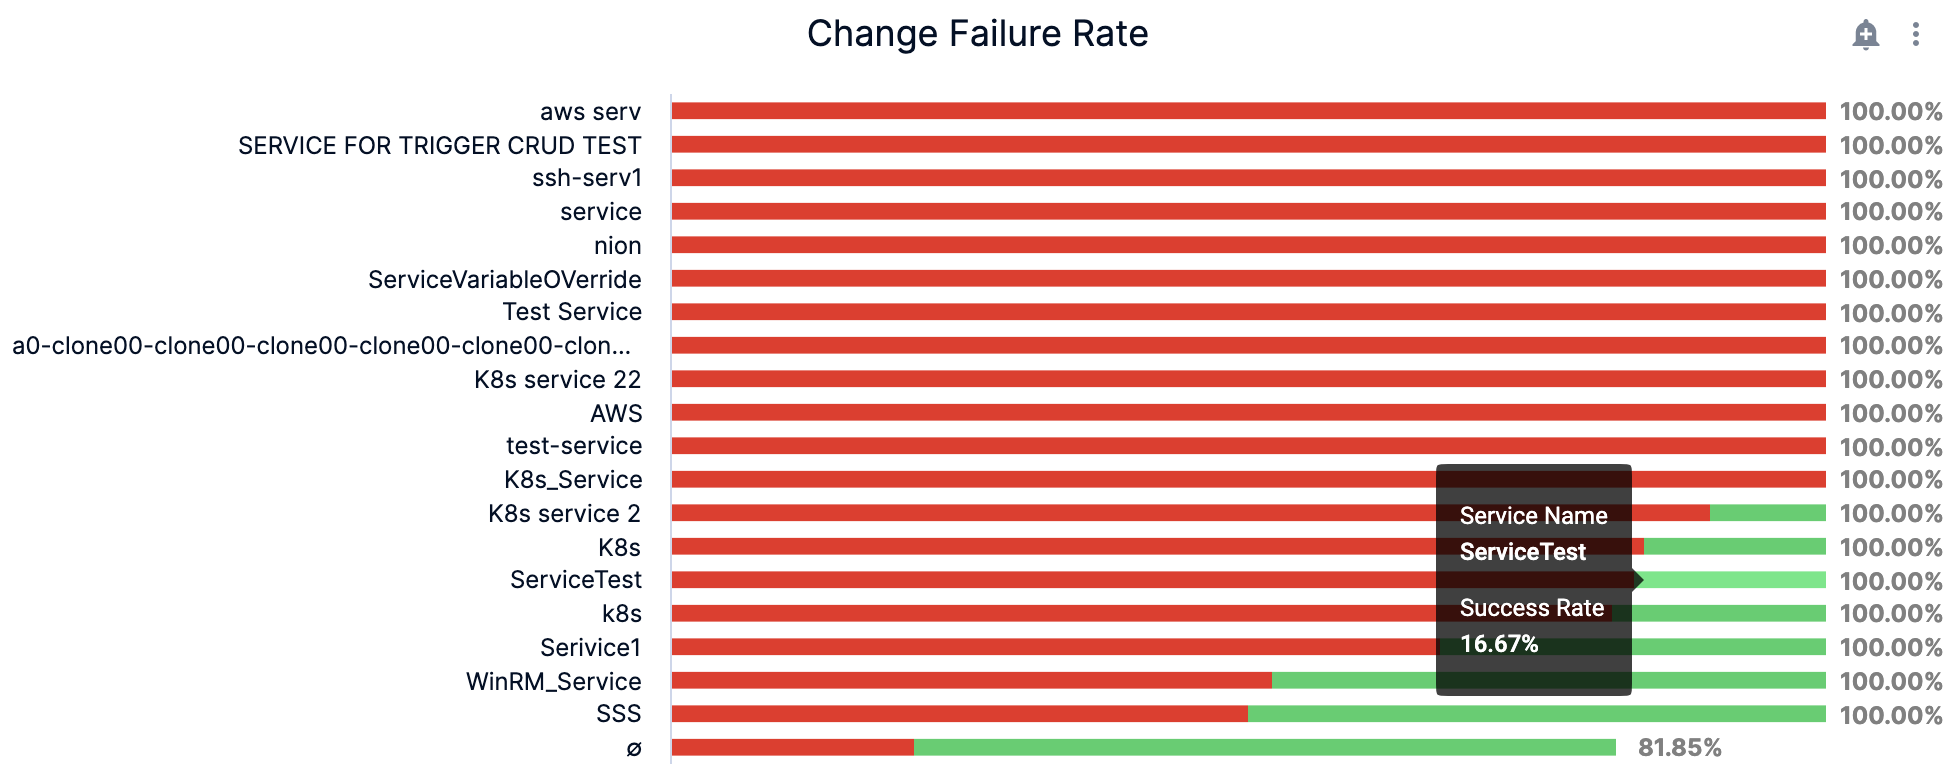 Change Failure Rate
aws serv 100.00%
SERVICE FOR TRIGGER CRUD TEST 100.00%
ssh-serv1 100.00%
service 100.00%
nion 100.00%
ServiceVariableOVerride 100.00%
Test Service 100.00%
a0-clone00-clone00-clone00-clone00-clone00-clon... 100.00%
K8s service 22 100.00%
AWS 100.00%
test-service 100.00%
K8s_Service 100.00%
K8s service 2 100.00%
K8s 100.00%
ServiceTest 100.00%
k8s 100.00%
Serivice1 100.00%
WinRM_Service 100.00%
SSS 100.00%
ø 81.85%
Service Name
ServiceTest
Success Rate
16.67%